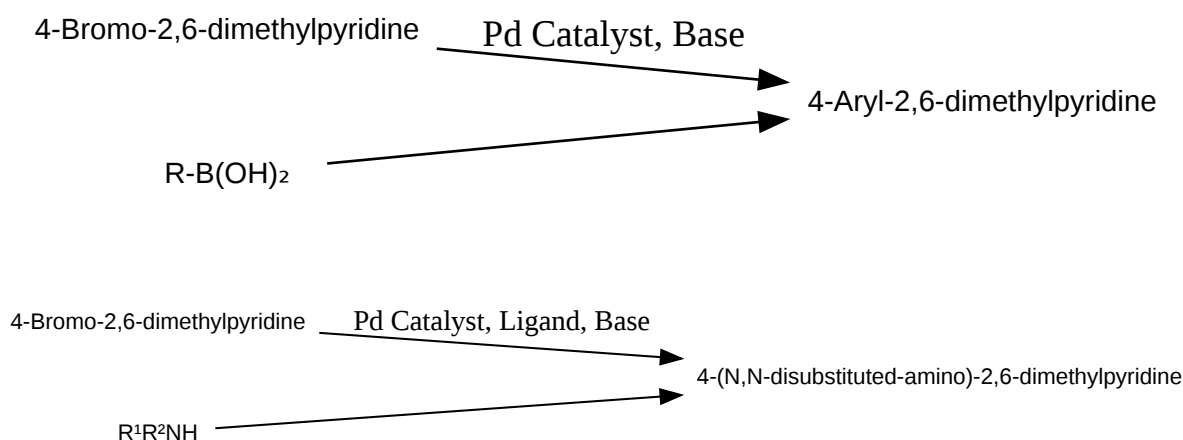 4-Bromo-2,6-dimethylpyridine
Pd Catalyst, Base
4-Aryl-2,6-dimethylpyridine
R-B(OH)₂
4-Bromo-2,6-dimethylpyridine
Pd Catalyst, Ligand, Base
4-(N,N-disubstituted-amino)-2,6-dimethylpyridine
R¹R²NH